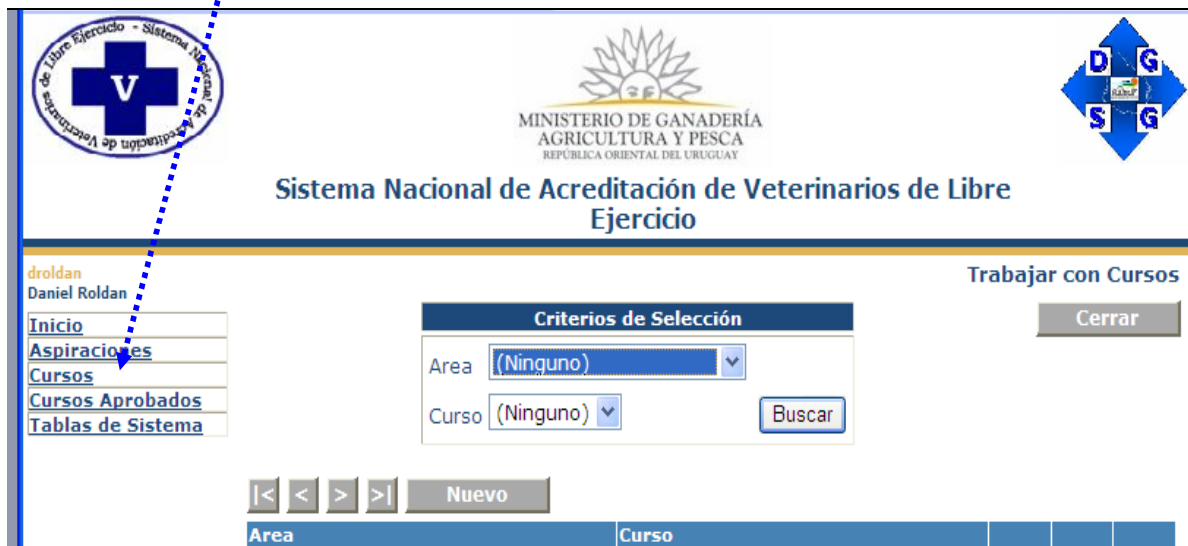 de Libre Ejercicio - Sistema Nacional de Acreditación de Veterinarios
V
MINISTERIO DE GANADERÍA
AGRICULTURA Y PESCA
REPÚBLICA ORIENTAL DEL URUGUAY
D G
S G
Sistema Nacional de Acreditación de Veterinarios de Libre
Ejercicio
droldan
Daniel Roldan
Trabajar con Cursos
Inicio
Aspiraciones
Cursos
Cursos Aprobados
Tablas de Sistema
Criterios de Selección
Cerrar
Area (Ninguno)
Curso (Ninguno) Buscar
|< < > >| Nuevo
Area Curso